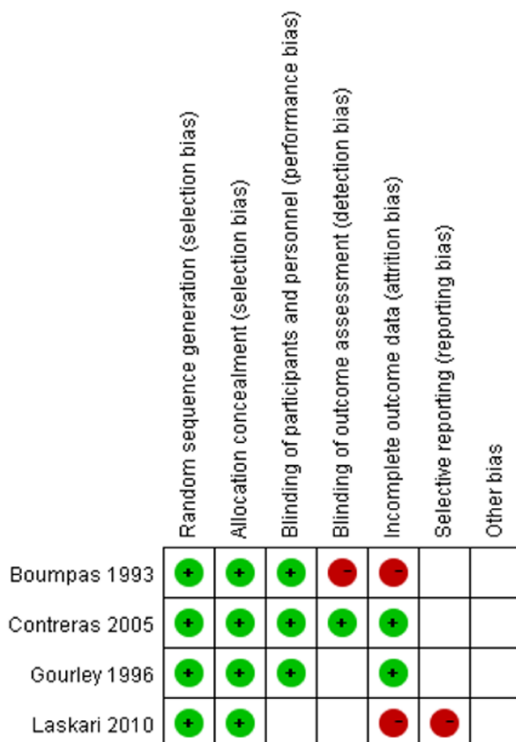 Random sequence generation (selection bias)
Allocation concealment (selection bias)
Blinding of participants and personnel (performance bias)
Blinding of outcome assessment (detection bias)
Incomplete outcome data (attrition bias)
Selective reporting (reporting bias)
Other bias
Boumpas 1993 + + + - -
Contreras 2005 + + + + +
Gourley 1996 + + + +
Laskari 2010 + + - -